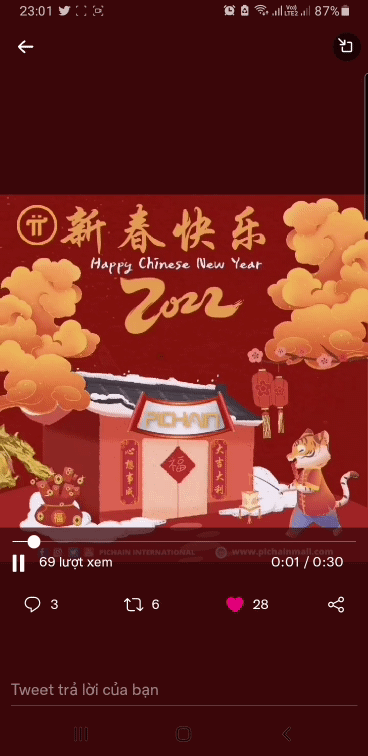 23:01
87%
新春快乐
Happy Chinese New Year
2022
PICHAIN
心想事成
福
大吉大利
福
PICHAIN INTERNATIONAL
www.pichainmall.com
69 lượt xem
0:01 / 0:30
3
6
28
Tweet trả lời của bạn